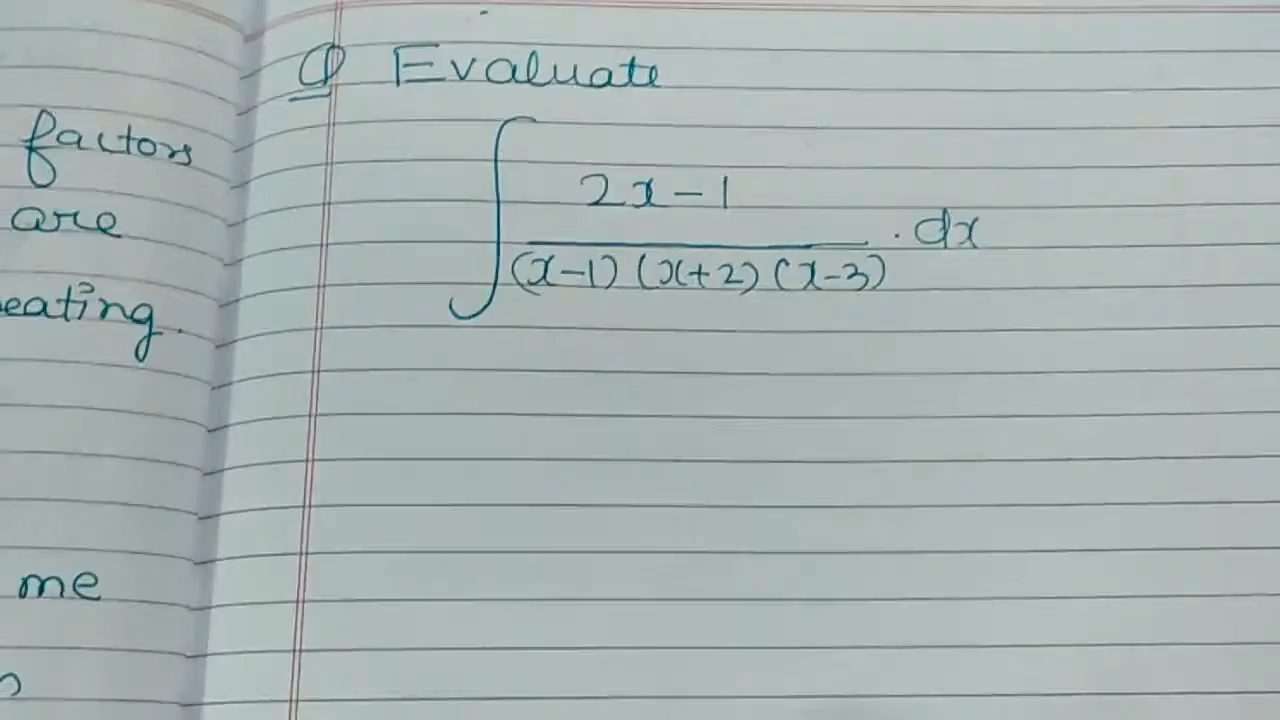 factors
are
eating.
me
Q Evaluate
∫ 2x-1
(x-1) (x+2) (x-3) . dx